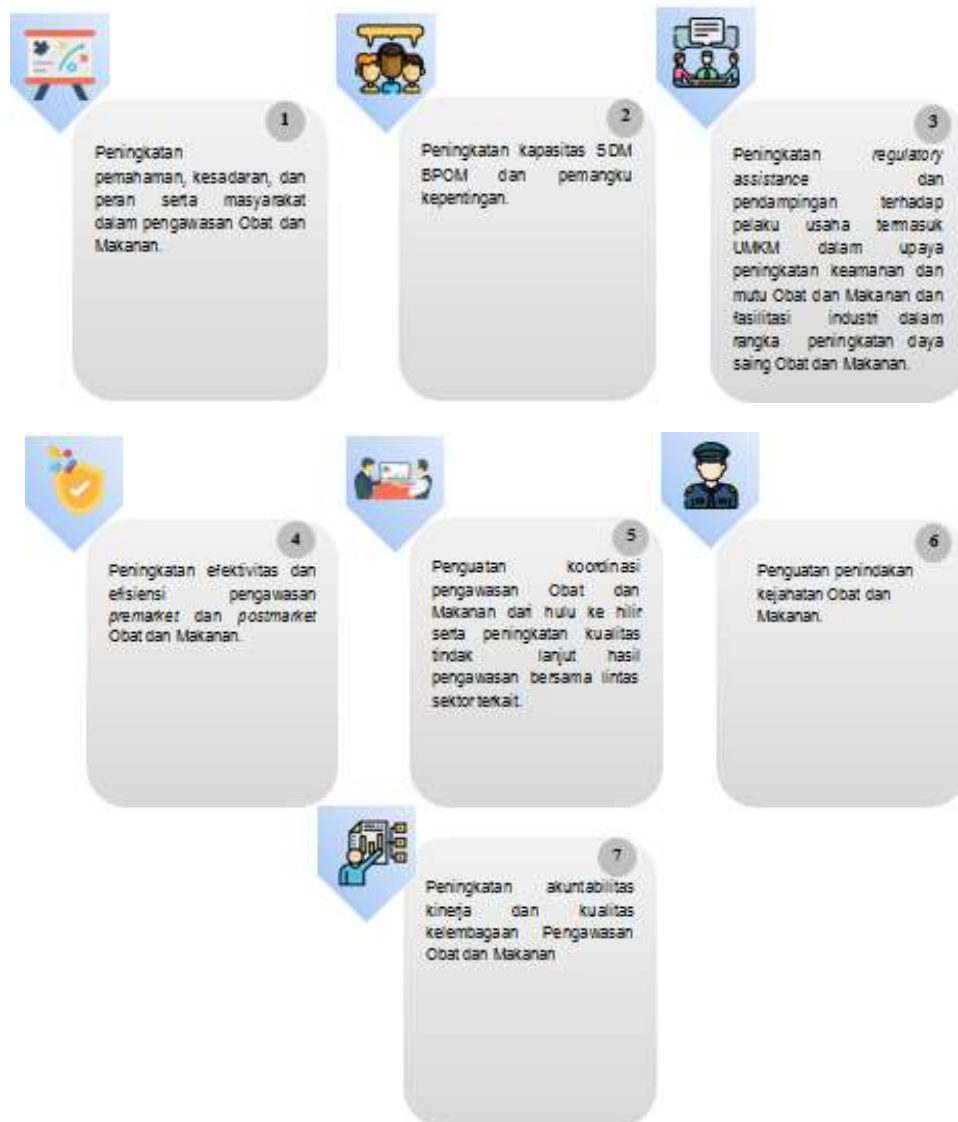 1
Peningkatan
pemahaman, kesadaran, dan
peran serta masyarakat
dalam pengawasan Obat dan
Makanan.
2
Peningkatan kapasitas SDM
BPOM dan pemangku
kepentingan.
3
Peningkatan regulatory
assistance dan
pendampingan terhadap
pelaku usaha termasuk
UMKM dalam upaya
peningkatan keamanan dan
mutu Obat dan Makanan dan
fasilitasi industri dalam
rangka peningkatan daya
saing Obat dan Makanan.
4
Peningkatan efektivitas dan
efisiensi pengawasan
premarket dan postmarket
Obat dan Makanan.
5
Penguatan koordinasi
pengawasan Obat dan
Makanan dari hulu ke hilir
serta peningkatan kualitas
tindak lanjut hasil
pengawasan bersama lintas
sektor terkait.
6
Penguatan penindakan
kejahatan Obat dan
Makanan.
7
Peningkatan akuntabilitas
kinerja dan kualitas
kelembagaan Pengawasan
Obat dan Makanan